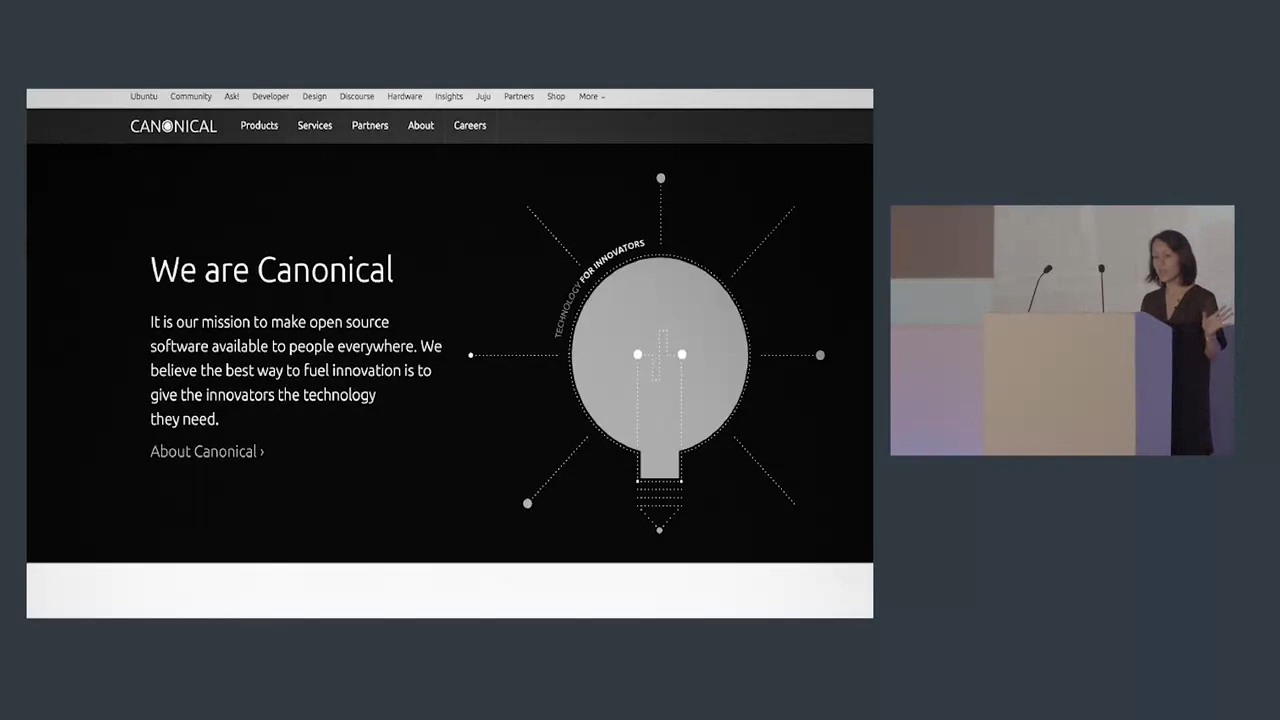 Ubuntu Community Ask! Developer Design Discourse Hardware Insights Juju Partners Shop More
CANONICAL Products Services Partners About Careers
TECHNOLOGY FOR INNOVATORS
We are Canonical
It is our mission to make open source
software available to people everywhere. We
believe the best way to fuel innovation is to
give the innovators the technology
they need.
About Canonical ›